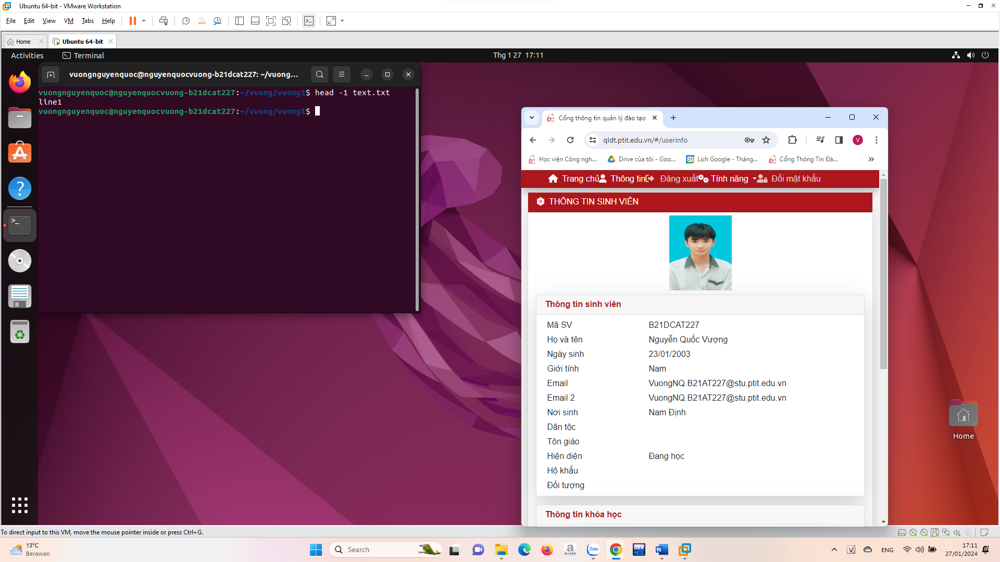 Ubuntu 64-bit - VMware Workstation
File Edit View VM Tabs Help
Home
Ubuntu 64-bit
Activities
Terminal
Thg 1 27 17:11
vuongnguyenquoc@nguyenquocvuong-b21dcat227: ~/vuong...
vuongnguyenquoc@nguyenquocvuong-b21dcat227:~/vuong/vuong1$ head -1 text.txt
line1
vuongnguyenquoc@nguyenquocvuong-b21dcat227:~/vuong/vuong1$
Cổng thông tin quản lý đào tạo
qldt.ptit.edu.vn/#/userinfo
V
Học viện Công ngh...
Drive của tôi - Goo...
31
Lịch Google - Tháng...
Cổng Thông Tin Đà...
Trang chủ Thông tin Đăng xuất Tính năng Đổi mật khẩu
THÔNG TIN SINH VIÊN
Thông tin sinh viên
Mã SV B21DCAT227
Họ và tên Nguyễn Quốc Vượng
Ngày sinh 23/01/2003
Giới tính Nam
Email VuongNQ.B21AT227@stu.ptit.edu.vn
Email 2 VuongNQ.B21AT227@stu.ptit.edu.vn
Nơi sinh Nam Định
Dân tộc
Tôn giáo
Hiện diện Đang học
Hộ khẩu
Đối tượng
Thông tin khóa học
Home
To direct input to this VM, move the mouse pointer inside or press Ctrl+G.
13°C
Berawan
Search
a
Zalo
DEV
W
V
ENG
17:11
27/01/2024